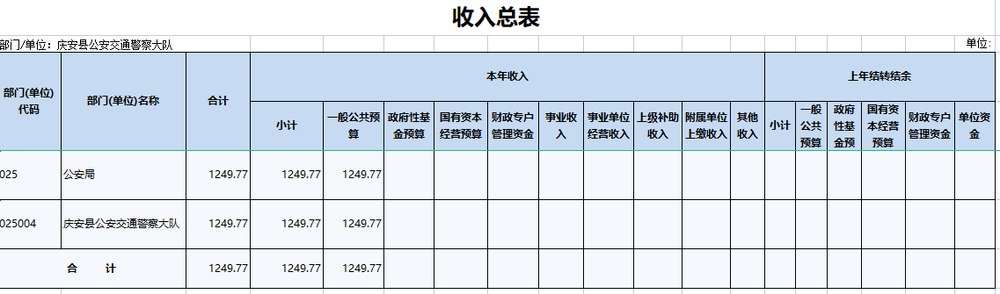 收入总表
部门/单位：庆安县公安交通警察大队 单位：
部门(单位)代码 部门(单位)名称 合计 本年收入 上年结转结余
小计 一般公共预算 政府性基金预算 国有资本经营预算 财政专户管理资金 事业收入 事业单位经营收入 上级补助收入 附属单位上缴收入 其他收入 小计 一般公共预算 政府性基金预 国有资本经营预算 财政专户管理资金 单位资金
025 公安局 1249.77 1249.77 1249.77
025004 庆安县公安交通警察大队 1249.77 1249.77 1249.77
合 计 1249.77 1249.77 1249.77